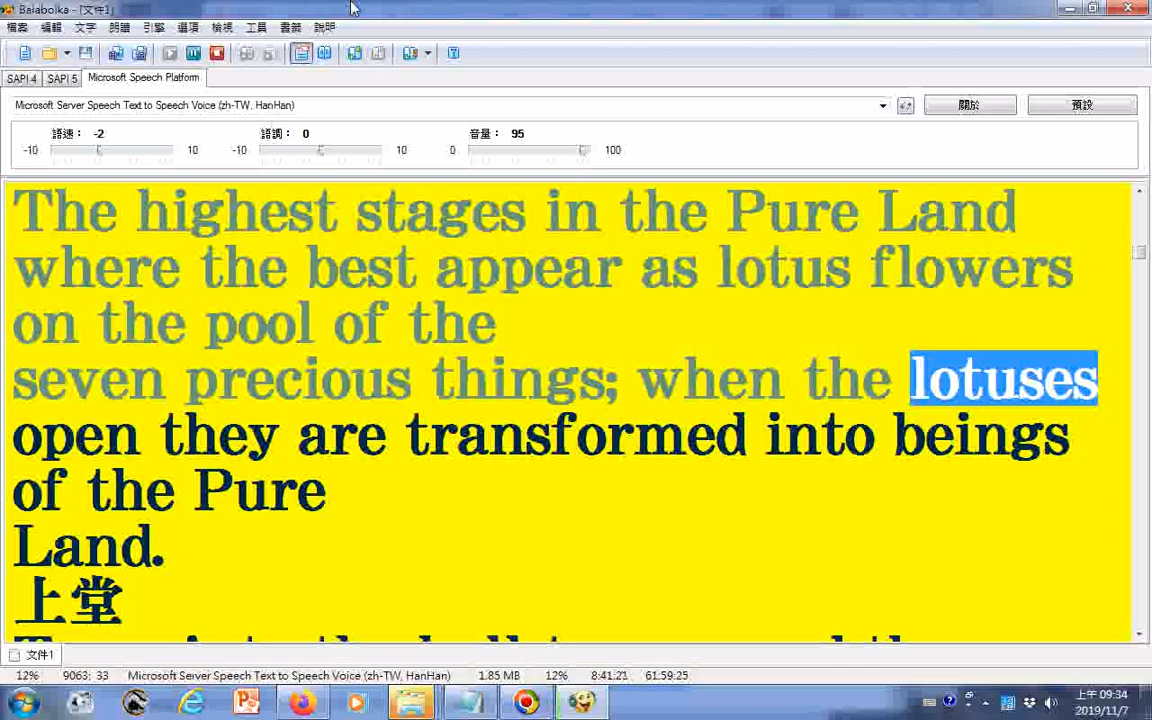 Balabolka - [文件1]
檔案 編輯 文字 朗讀 引擎 選項 檢視 工具 書籤 說明
SAPI 4 SAPI 5 Microsoft Speech Platform
Microsoft Server Speech Text to Speech Voice (zh-TW, HanHan) 關於 預設
語速： -2 語調： 0 音量： 95
-10 10 -10 10 0 100
The highest stages in the Pure Land
where the best appear as lotus flowers
on the pool of the
seven precious things; when the lotuses
open they are transformed into beings
of the Pure
Land.
上堂
文件1
12% 9063: 33 Microsoft Server Speech Text to Speech Voice (zh-TW, HanHan) 1.85 MB 12% 8:41:21 61:59:25
上午 09:34
2019/11/7